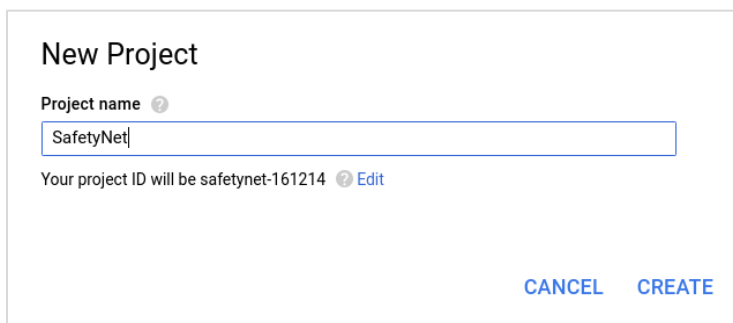 New Project
Project name ?
SafetyNet
Your project ID will be safetynet-161214 ? Edit
CANCEL CREATE